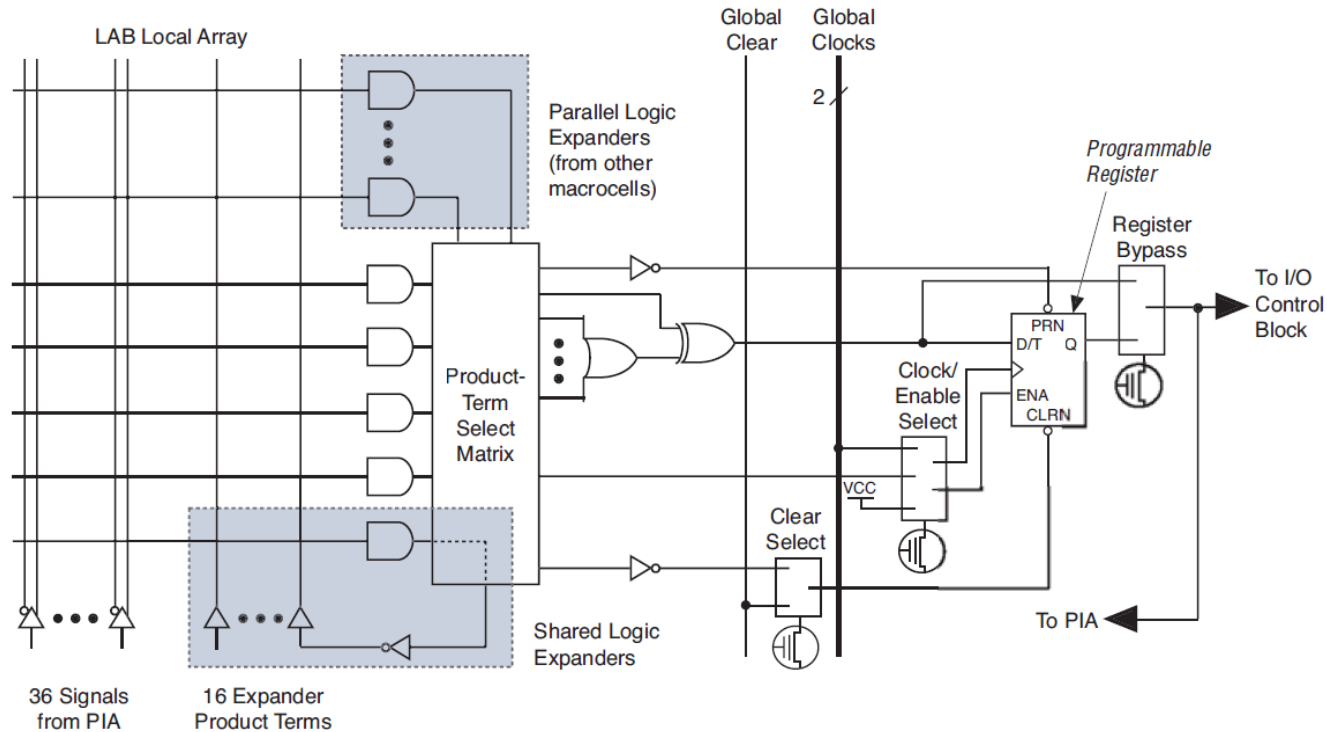 LAB Local Array
Global
Clear
Global
Clocks
2
Parallel Logic
Expanders
(from other
macrocells)
Programmable
Register
Register
Bypass
To I/O
Control
Block
PRN
D/T
Q
ENA
CLRN
Clock/
Enable
Select
Product-
Term
Select
Matrix
VCC
Clear
Select
To PIA
Shared Logic
Expanders
36 Signals
from PIA
16 Expander
Product Terms